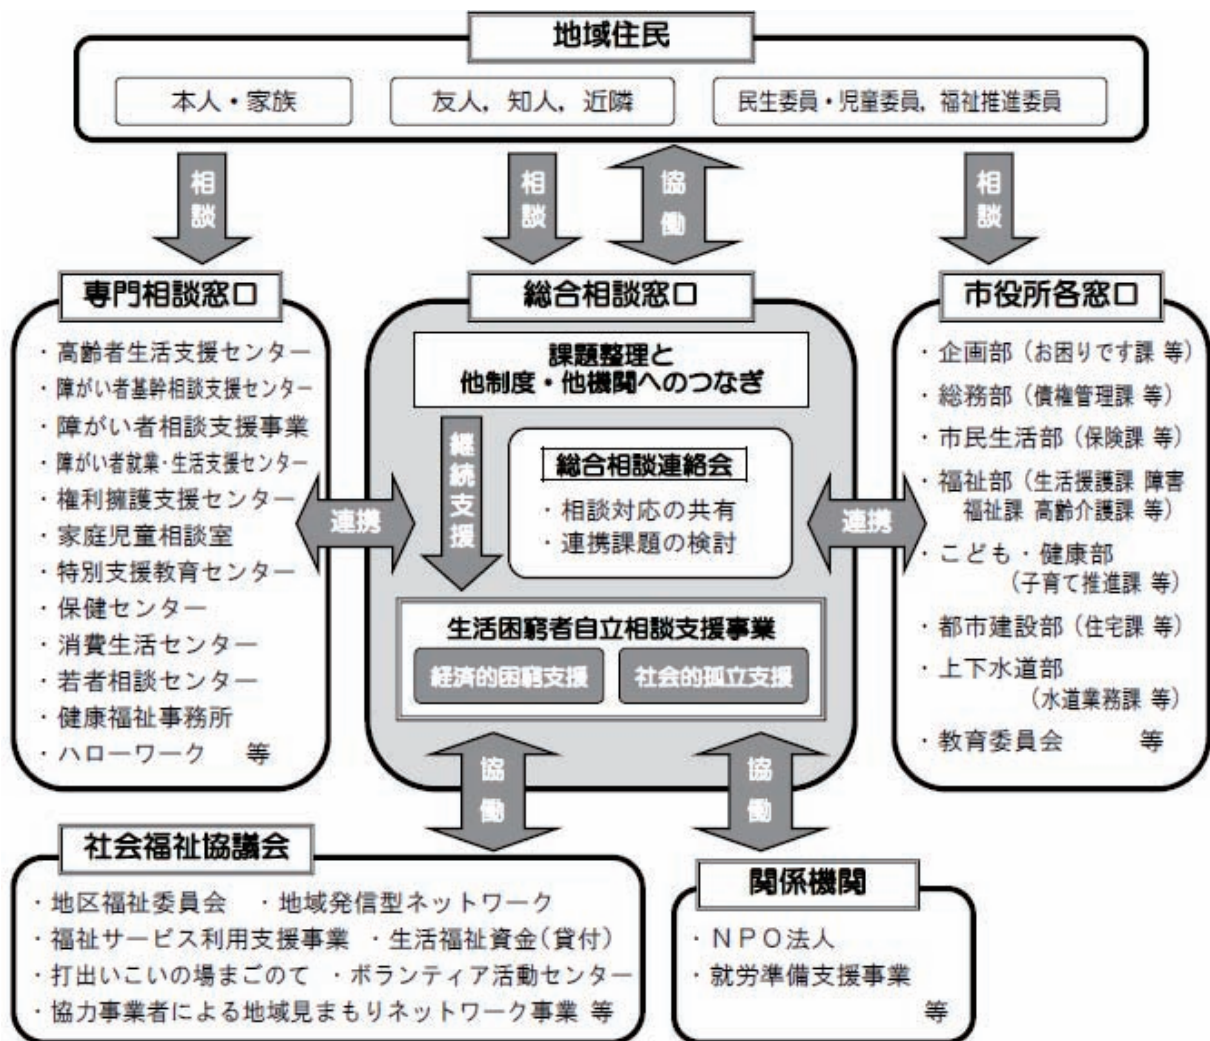 地域住民
本人・家族
友人，知人，近隣
民生委員・児童委員，福祉推進委員
相談
相談
協働
相談
専門相談窓口
・高齢者生活支援センター
・障がい者基幹相談支援センター
・障がい者相談支援事業
・障がい者就業・生活支援センター
・権利擁護支援センター
・家庭児童相談室
・特別支援教育センター
・保健センター
・消費生活センター
・若者相談センター
・健康福祉事務所
・ハローワーク 等
連携
総合相談窓口
課題整理と
他制度・他機関へのつなぎ
継続支援
総合相談連絡会
・相談対応の共有
・連携課題の検討
生活困窮者自立相談支援事業
経済的困窮支援
社会的孤立支援
連携
市役所各窓口
・企画部（お困りです課 等）
・総務部（債権管理課 等）
・市民生活部（保険課 等）
・福祉部（生活援護課 障害
福祉課 高齢介護課 等）
・こども・健康部
（子育て推進課 等）
・都市建設部（住宅課 等）
・上下水道部
（水道業務課 等）
・教育委員会 等
協働
協働
社会福祉協議会
・地区福祉委員会 ・地域発信型ネットワーク
・福祉サービス利用支援事業 ・生活福祉資金（貸付）
・打出いこいの場まごのて ・ボランティア活動センター
・協力事業者による地域見まもりネットワーク事業 等
関係機関
・ＮＰＯ法人
・就労準備支援事業
等